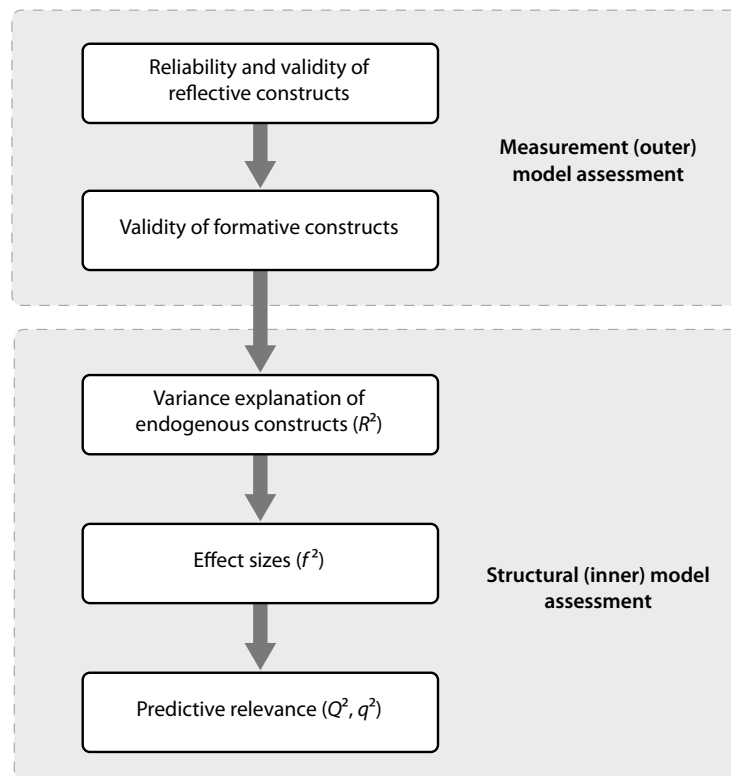 Reliability and validity of
reflective constructs
Measurement (outer)
model assessment
Validity of formative constructs
Variance explanation of
endogenous constructs (R²)
Effect sizes (f²)
Structural (inner) model
assessment
Predictive relevance (Q², q²)